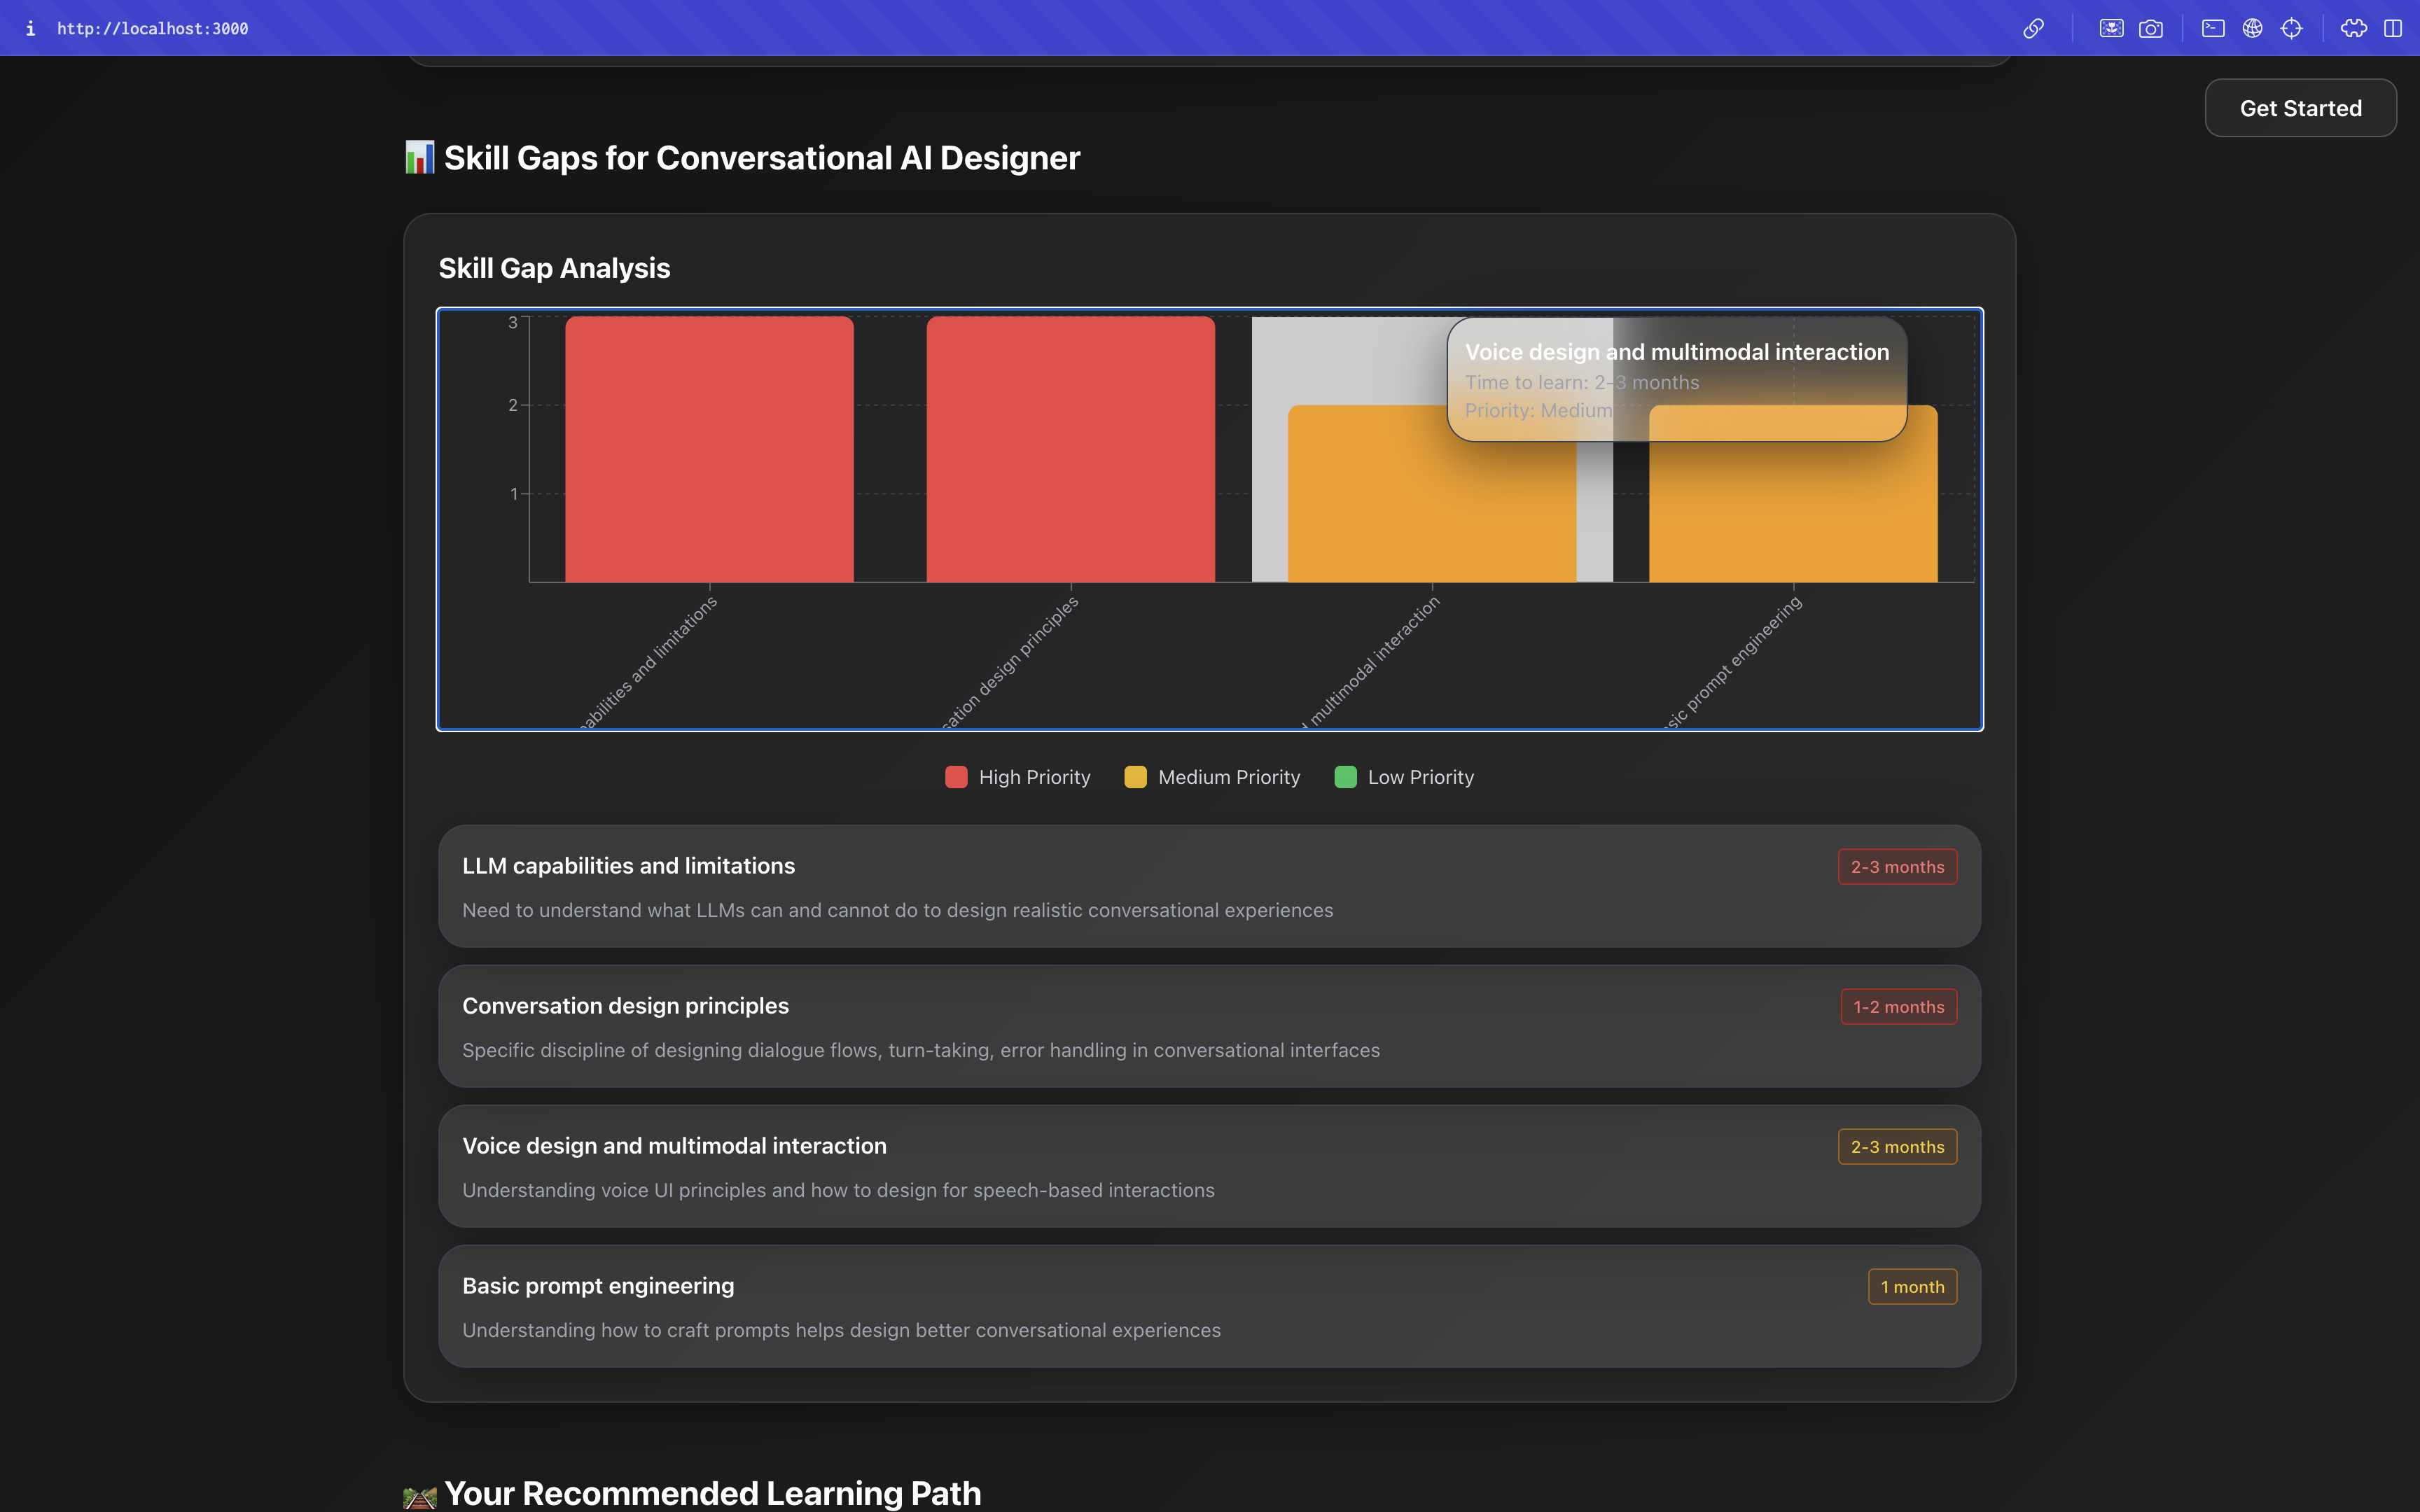 i http://localhost:3000
Get Started
📊 Skill Gaps for Conversational AI Designer
Skill Gap Analysis
3
2
1
Voice design and multimodal interaction
Time to learn: 2-3 months
Priority: Medium
abilities and limitations
sation design principles
multimodal interaction
prompt engineering
High Priority
Medium Priority
Low Priority
LLM capabilities and limitations
2-3 months
Need to understand what LLMs can and cannot do to design realistic conversational experiences
Conversation design principles
1-2 months
Specific discipline of designing dialogue flows, turn-taking, error handling in conversational interfaces
Voice design and multimodal interaction
2-3 months
Understanding voice UI principles and how to design for speech-based interactions
Basic prompt engineering
1 month
Understanding how to craft prompts helps design better conversational experiences
🛤️ Your Recommended Learning Path